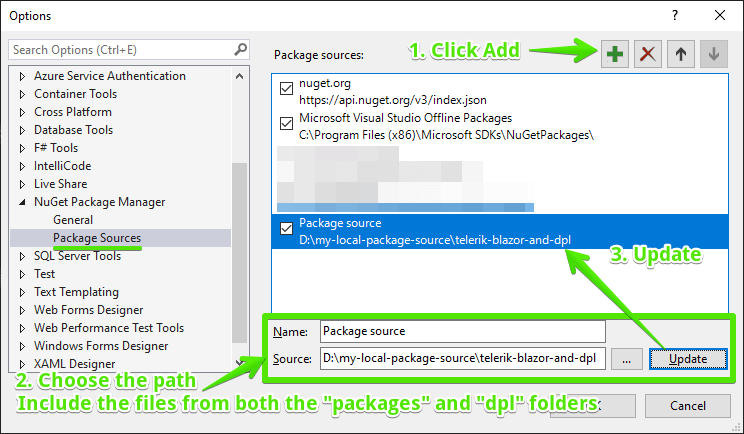 Options
Search Options (Ctrl+E)
Azure Service Authentication
Container Tools
Cross Platform
Database Tools
F# Tools
IntelliCode
Live Share
NuGet Package Manager
General
Package Sources
SQL Server Tools
Test
Text Templating
Web Forms Designer
Web Performance Test Tools
Windows Forms Designer
XAML Designer
Package sources:
1. Click Add
nuget.org
https://api.nuget.org/v3/index.json
Microsoft Visual Studio Offline Packages
C:\Program Files (x86)\Microsoft SDKs\NuGetPackages\
Package source
D:\my-local-package-source\telerik-blazor-and-dpl
3. Update
Name: Package source
Source: D:\my-local-package-source\telerik-blazor-and-dpl ... Update
2. Choose the path
Include the files from both the "packages" and "dpl" folders
Cancel